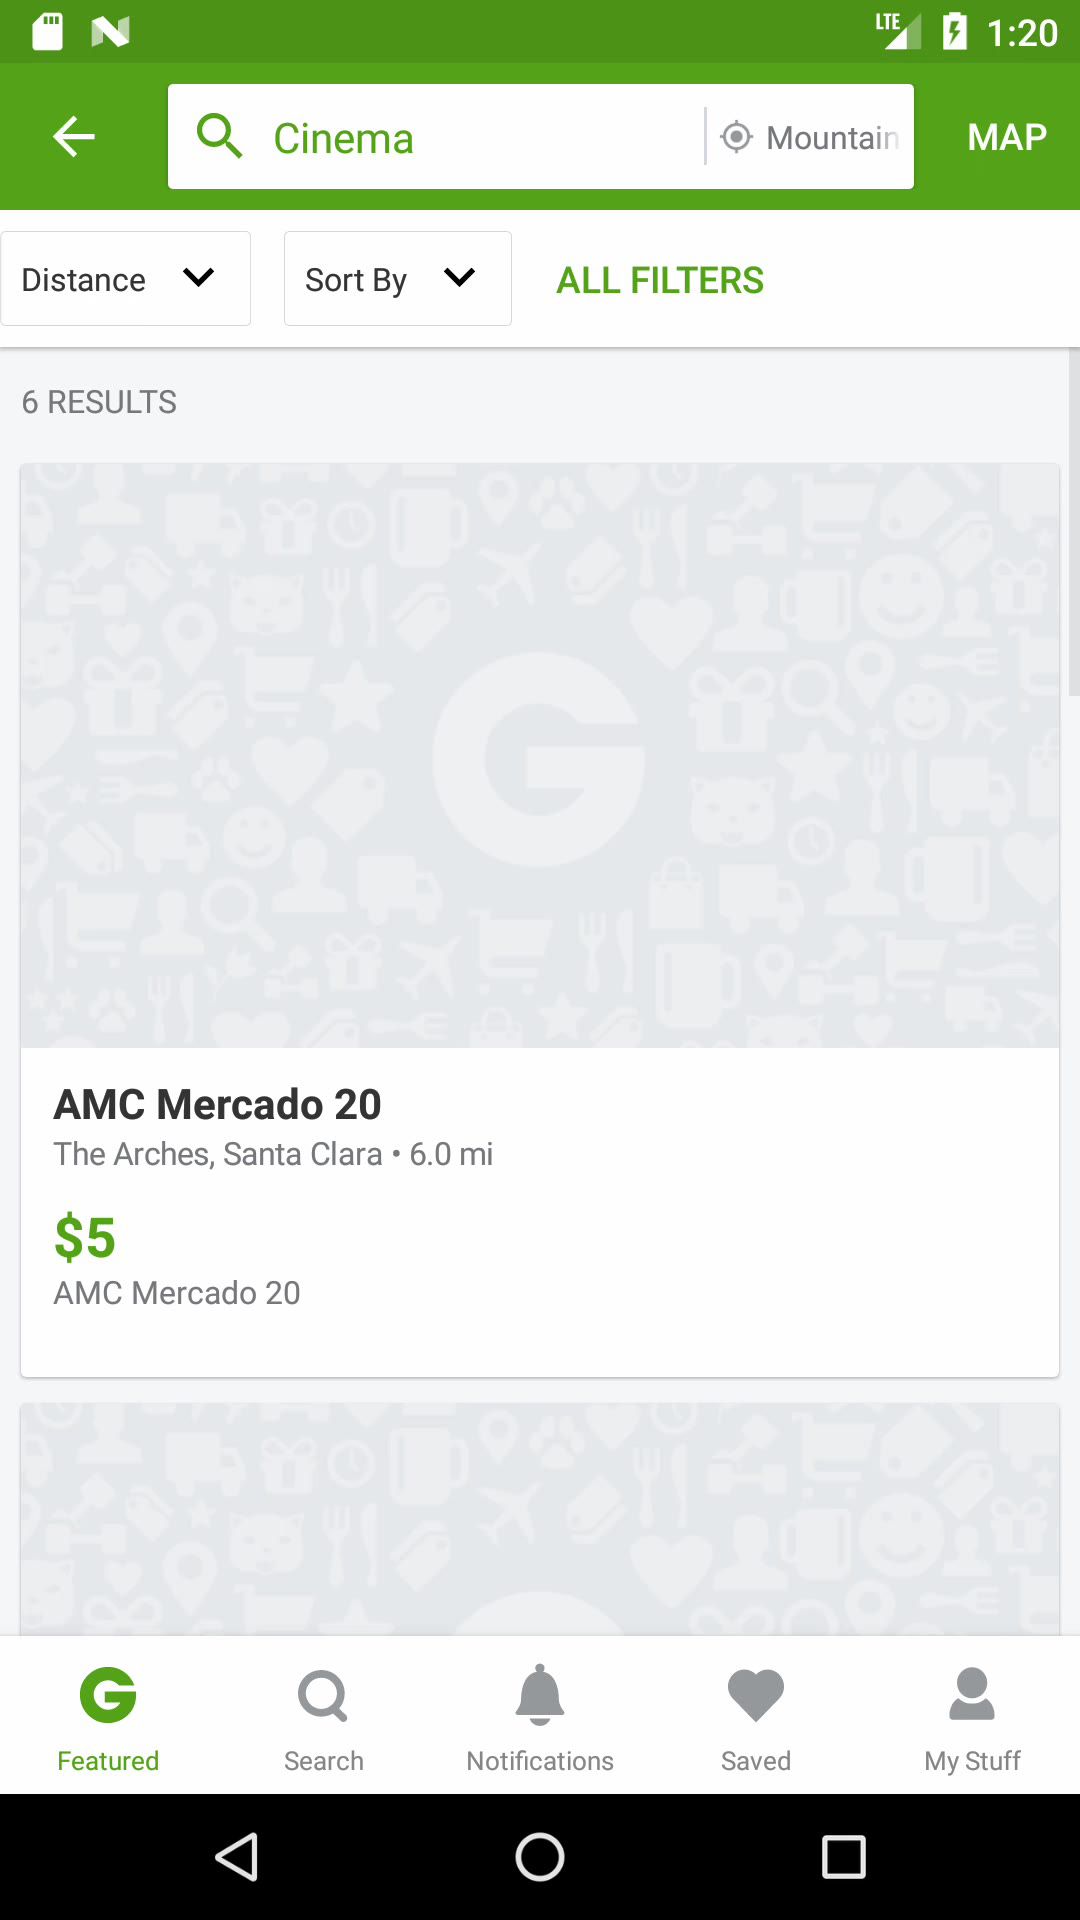 LTE 1:20
Cinema Mountain MAP
Distance Sort By ALL FILTERS
6 RESULTS
AMC Mercado 20
The Arches, Santa Clara • 6.0 mi
$5
AMC Mercado 20
Featured Search Notifications Saved My Stuff